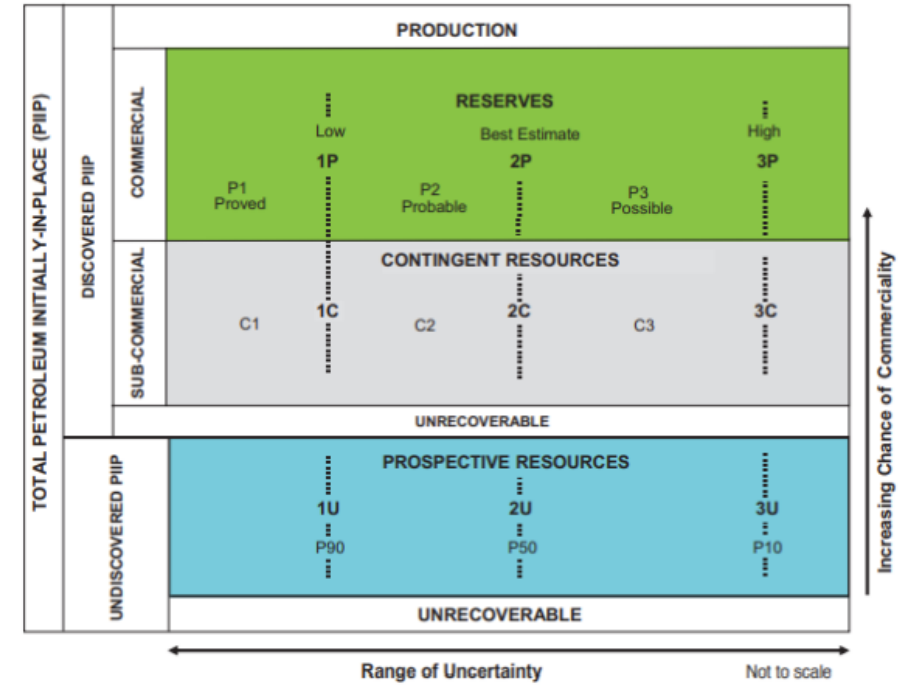 TOTAL PETROLEUM INITIALLY-IN-PLACE (PIIP)
DISCOVERED PIIP
UNDISCOVERED PIIP
COMMERCIAL
SUB-COMMERCIAL
PRODUCTION
RESERVES
Low
Best Estimate
High
1P
2P
3P
P1
Proved
P2
Probable
P3
Possible
CONTINGENT RESOURCES
1C
2C
3C
C1
C2
C3
UNRECOVERABLE
PROSPECTIVE RESOURCES
1U
2U
3U
P90
P50
P10
UNRECOVERABLE
Increasing Chance of Commerciality
Range of Uncertainty
Not to scale